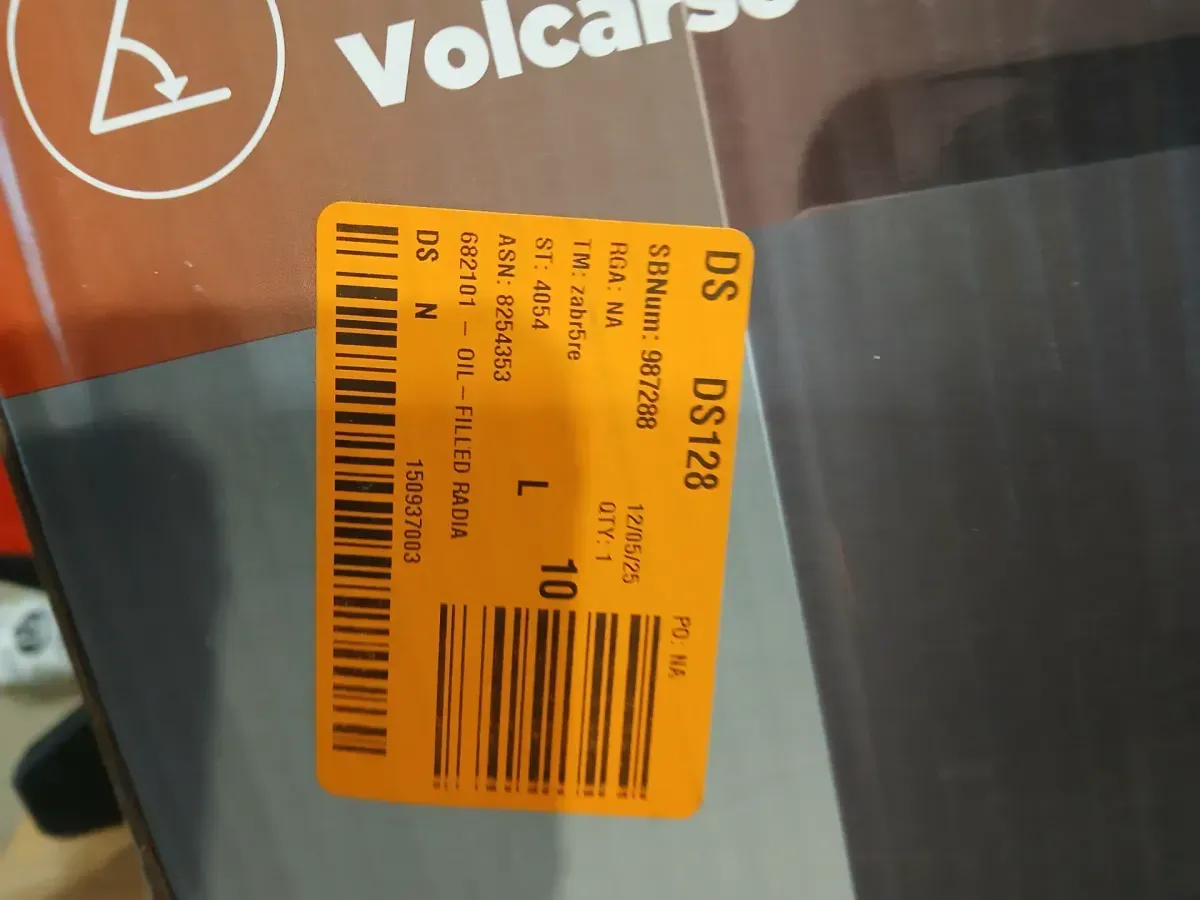 Volcarso
DS DS128
PO: NA
SBNum: 987288 12/05/25
RGA: NA QTY: 1
TM: zabr5re
ST: 4054 L 10
ASN: 8254353
682101 - OIL-FILLED RADIA
DS N 150937003